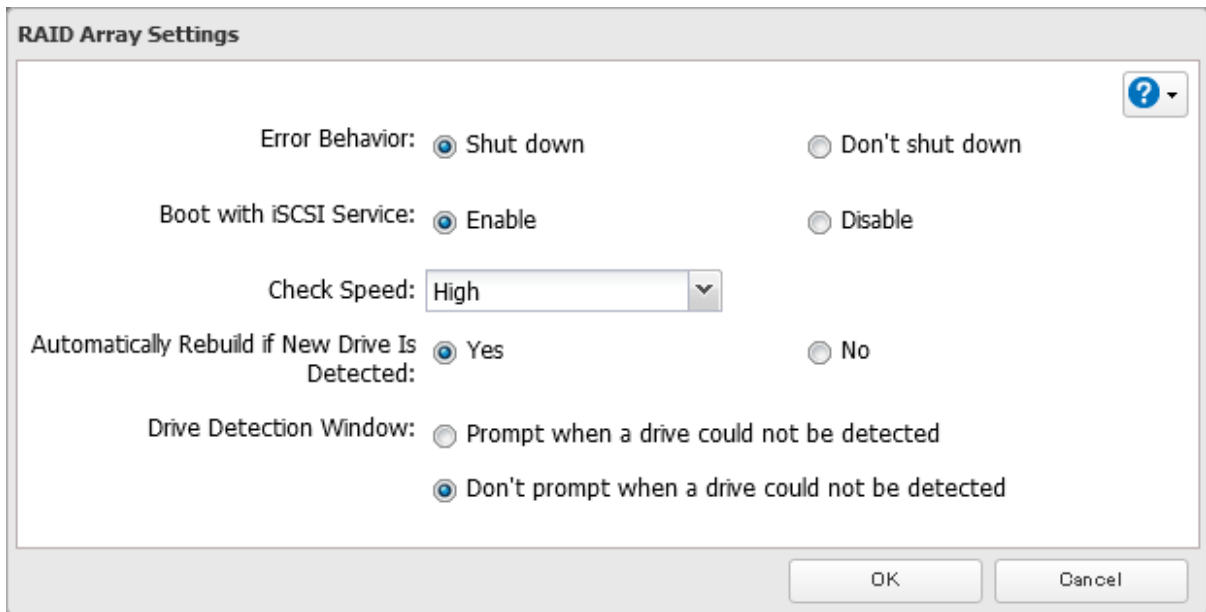 RAID Array Settings
?
Error Behavior: Shut down Don't shut down
Boot with iSCSI Service: Enable Disable
Check Speed: High
Automatically Rebuild if New Drive Is Yes No
Detected:
Drive Detection Window: Prompt when a drive could not be detected
Don't prompt when a drive could not be detected
OK Cancel